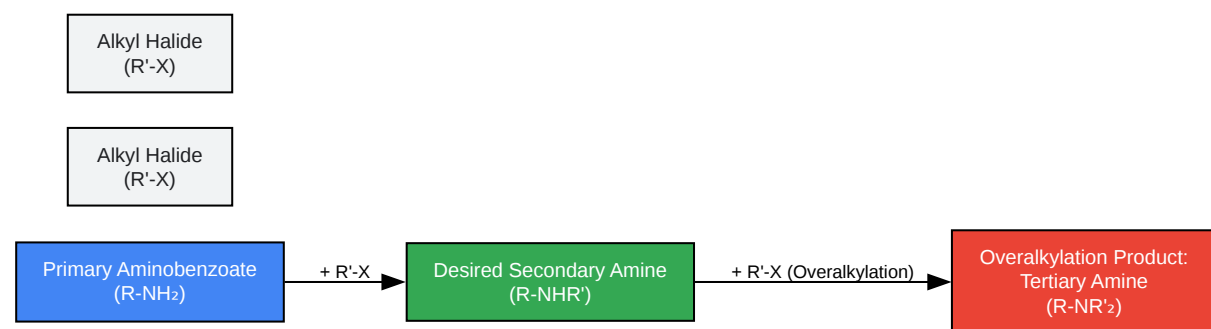 Alkyl Halide
(R'-X)
Alkyl Halide
(R'-X)
Primary Aminobenzoate
(R-NH₂)
+ R'-X
Desired Secondary Amine
(R-NHR')
+ R'-X (Overalkylation)
Overalkylation Product:
Tertiary Amine
(R-NR'₂)